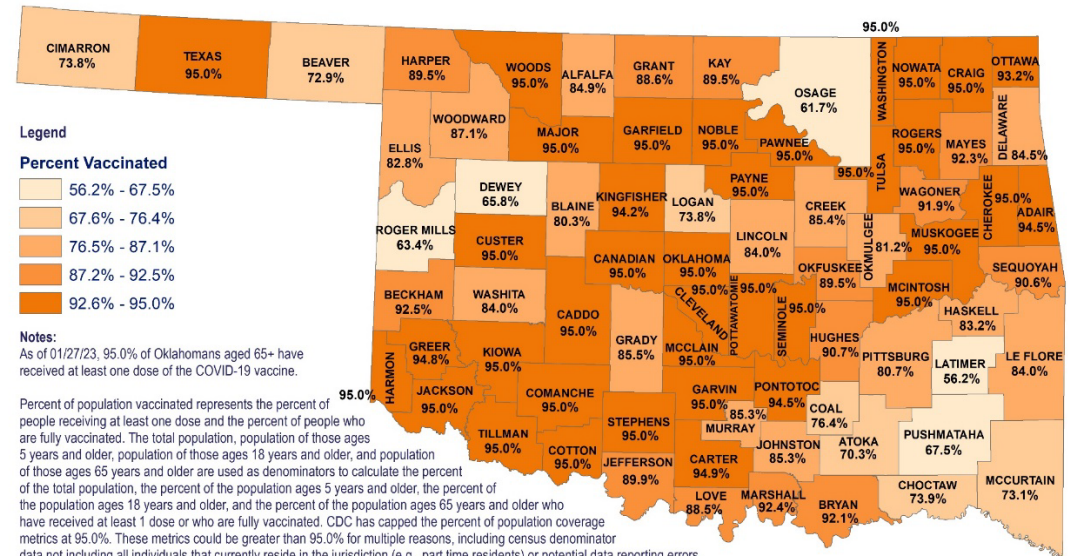 95.0%
CIMARRON
73.8%
TEXAS
95.0%
BEAVER
72.9%
HARPER
89.5%
WOODS
95.0%
ALFALFA
84.9%
GRANT
88.6%
KAY
89.5%
OSAGE
61.7%
WASHINGTON
NOWATA
95.0%
CRAIG
95.0%
OTTAWA
93.2%
WOODWARD
87.1%
ELLIS
82.8%
MAJOR
95.0%
GARFIELD
95.0%
NOBLE
95.0%
PAWNEE
95.0%
ROGERS
95.0%
MAYES
92.3%
DELAWARE
84.5%
TULSA
95.0%
Legend
Percent Vaccinated
56.2% - 67.5%
67.6% - 76.4%
76.5% - 87.1%
87.2% - 92.5%
92.6% - 95.0%
DEWEY
65.8%
BLAINE
80.3%
KINGFISHER
94.2%
LOGAN
73.8%
PAYNE
95.0%
CREEK
85.4%
WAGONER
91.9%
CHEROKEE
95.0%
ADAIR
94.5%
ROGER MILLS
63.4%
CUSTER
95.0%
CANADIAN
95.0%
OKLAHOMA
95.0%
LINCOLN
84.0%
OKMULGEE
81.2%
MUSKOGEE
95.0%
OKFUSKEE
89.5%
MCINTOSH
95.0%
SEQUOYAH
90.6%
BECKHAM
92.5%
WASHITA
84.0%
CADDO
95.0%
GRADY
85.5%
CLEVELAND
95.0%
POTTAWATOMIE
95.0%
SEMINOLE
95.0%
HUGHES
90.7%
PITTSBURG
80.7%
HASKELL
83.2%
LATIMER
56.2%
LE FLORE
84.0%
MCCLAIN
95.0%
HARMON
95.0%
GREER
94.8%
KIOWA
95.0%
JACKSON
95.0%
COMANCHE
95.0%
TILLMAN
95.0%
COTTON
95.0%
STEPHENS
95.0%
JEFFERSON
89.9%
GARVIN
95.0%
85.3%
MURRAY
PONTOTOC
94.5%
COAL
76.4%
CARTER
94.9%
JOHNSTON
85.3%
ATOKA
70.3%
PUSHMATAHA
67.5%
LOVE
88.5%
MARSHALL
92.4%
BRYAN
92.1%
CHOCTAW
73.9%
MCCURTAIN
73.1%
Notes:
As of 01/27/23, 95.0% of Oklahomans aged 65+ have
received at least one dose of the COVID-19 vaccine.
Percent of population vaccinated represents the percent of
people receiving at least one dose and the percent of people who
are fully vaccinated. The total population, population of those ages
5 years and older, population of those ages 18 years and older, and population
of those ages 65 years and older are used as denominators to calculate the percent
of the total population, the percent of the population ages 5 years and older, the percent of
the population ages 18 years and older, and the percent of the population ages 65 years and older who
have received at least 1 dose or who are fully vaccinated. CDC has capped the percent of population coverage
metrics at 95.0%. These metrics could be greater than 95.0% for multiple reasons, including census denominator
data not including all individuals that currently reside in the jurisdiction (e.g., part time residents) or potential data reporting errors